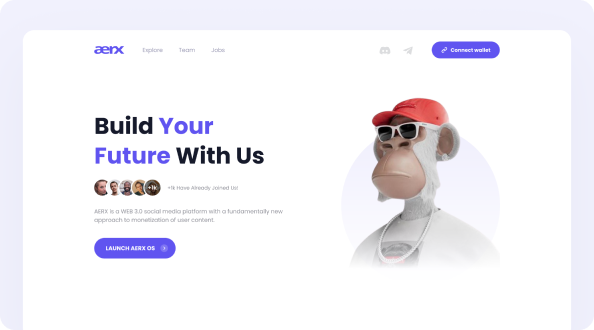 aerx
Explore Team Jobs
Connect wallet
Build Your
Future With Us
+1k
+1k Have Already Joined Us!
AERX is a WEB 3.0 social media platform with a fundamentally new
approach to monetization of user content.
LAUNCH AERX OS